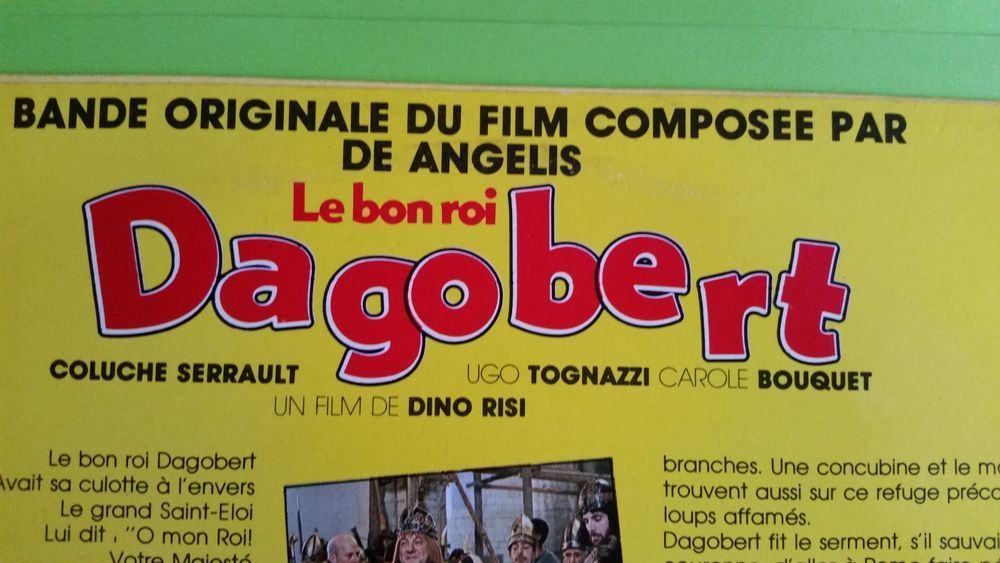 BANDE ORIGINALE DU FILM COMPOSEE PAR
DE ANGELIS
Le bon roi
Dagobert
COLUCHE SERRAULT UGO TOGNAZZI CAROLE BOUQUET
UN FILM DE DINO RISI
Le bon roi Dagobert
Avait sa culotte à l'envers
Le grand Saint-Eloi
Lui dit : "O mon Roi!
Votre Majesté
branches. Une concubine et le
trouvent aussi sur ce refuge
loups affamés.
Dagobert fit le serment, s'il